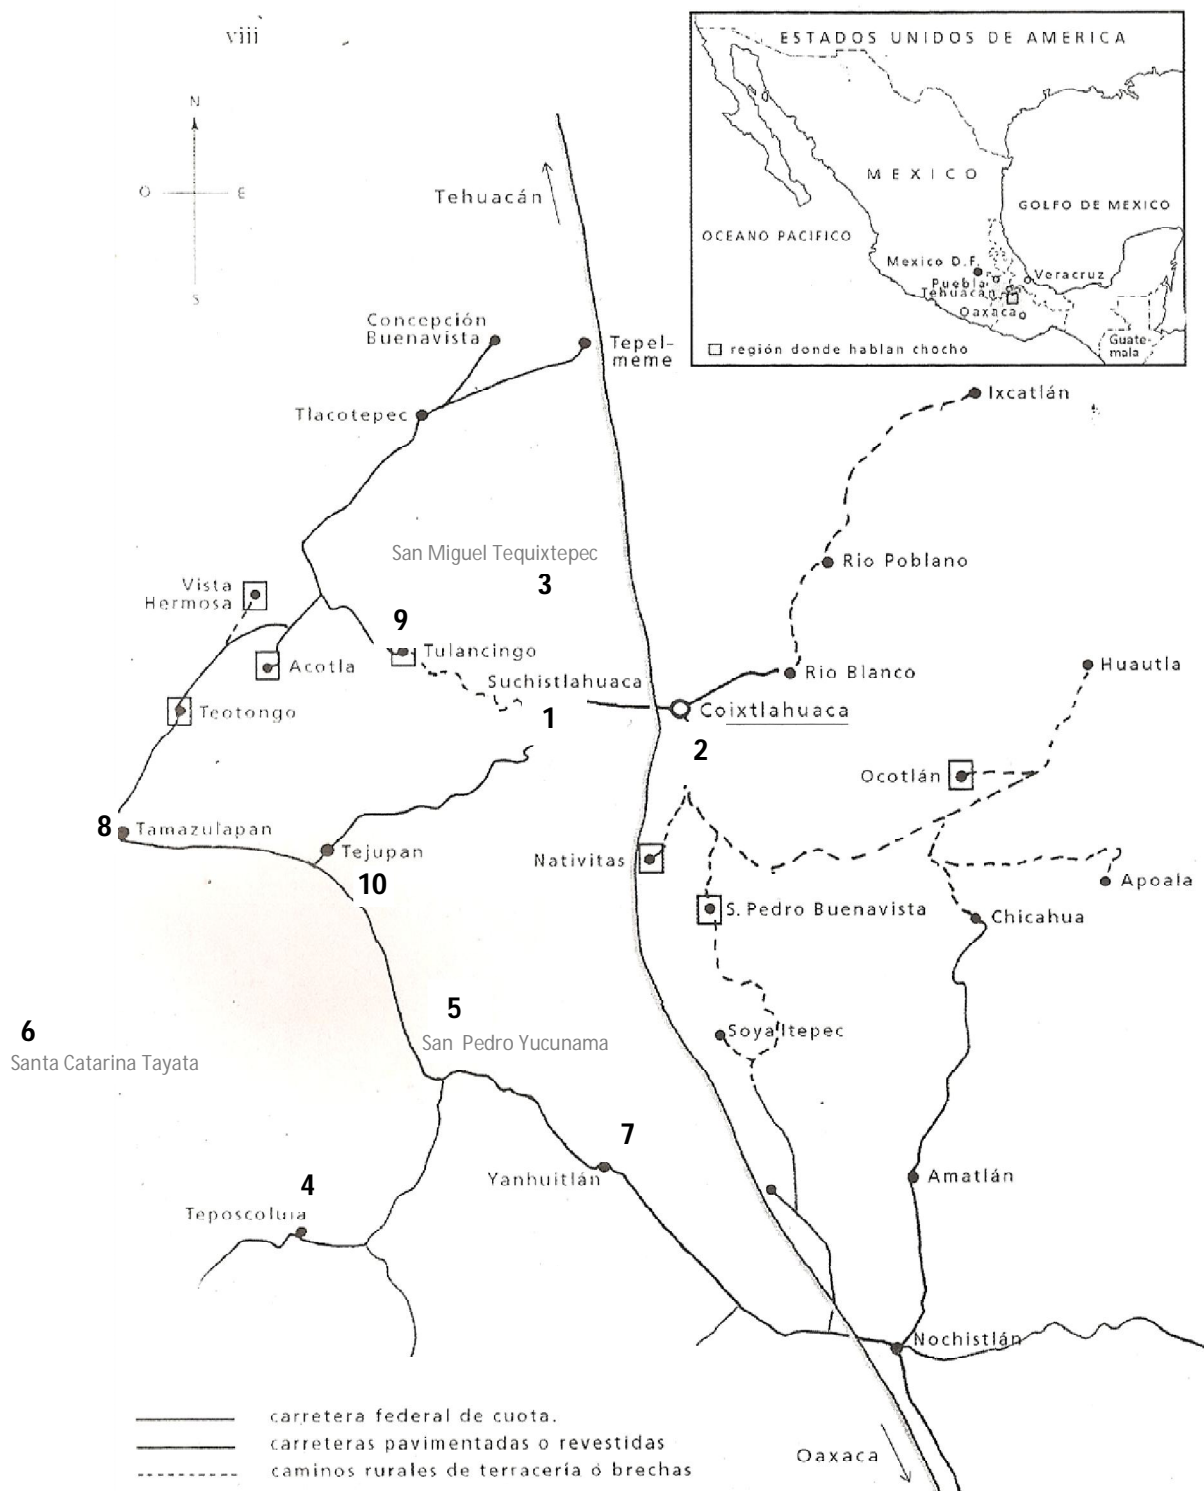 viii
ESTADOS UNIDOS DE AMERICA
MEXICO
GOLFO DE MEXICO
OCEANO PACIFICO
Mexico D.F.
Veracruz
Puebla
Tehuacán
Oaxaca
Guate-
mala
región donde hablan chocho
N
O
E
S
Tehuacán
Concepción
Buenavista
Tepel-
meme
Tlacotepec
Ixcatlán
San Miguel Tequixtepec
3
Rio Poblano
Vista
Hermosa
9
Tulancingo
Acotla
Suchistlahuaca
Rio Blanco
Huautla
Teotongo
1
Coixtlahuaca
2
Ocotlán
8
Tamazulapan
Tejupan
10
Nativitas
Apoala
S. Pedro Buenavista
Chicahua
5
San Pedro Yucunama
6
Santa Catarina Tayata
Soyaltepec
7
Yanhuitlán
Amatlán
4
Nochistlán
carretera federal de cuota.
carreteras pavimentadas o revestidas
caminos rurales de terracería ó brechas
Oaxaca